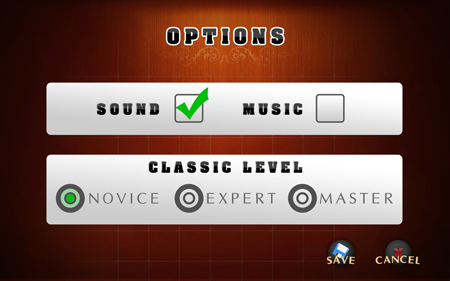 OPTIONS
SOUND MUSIC
CLASSIC LEVEL
NOVICE EXPERT MASTER
SAVE CANCEL